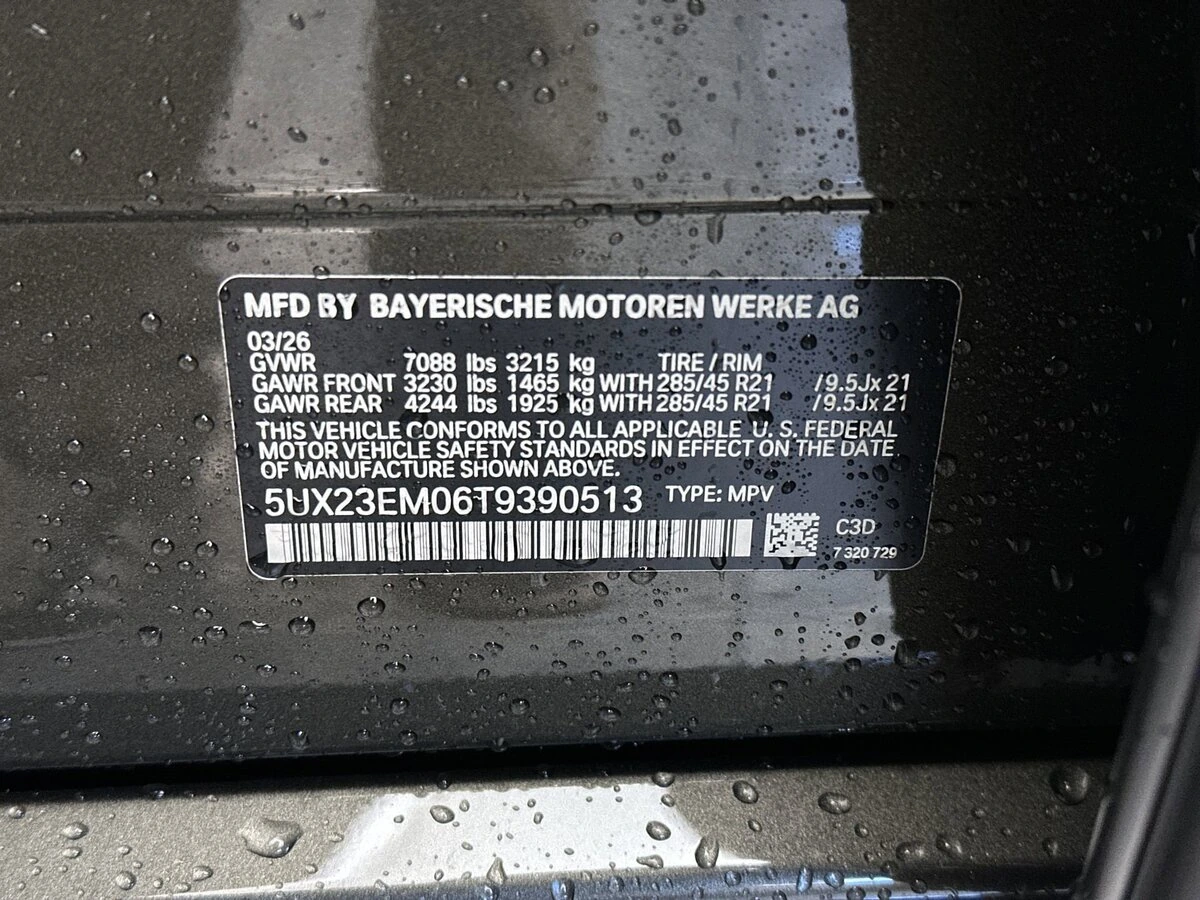 MFD BY BAYERISCHE MOTOREN WERKE AG
03/26
GVWR 7088 lbs 3215 kg TIRE / RIM
GAWR FRONT 3230 lbs 1465 kg WITH 285/45 R21 /9.5Jx 21
GAWR REAR 4244 lbs 1925 kg WITH 285/45 R21 /9.5Jx 21
THIS VEHICLE CONFORMS TO ALL APPLICABLE U. S. FEDERAL
MOTOR VEHICLE SAFETY STANDARDS IN EFFECT ON THE DATE
OF MANUFACTURE SHOWN ABOVE.
5UX23EM06T9390513 TYPE: MPV
C3D
7 320 729